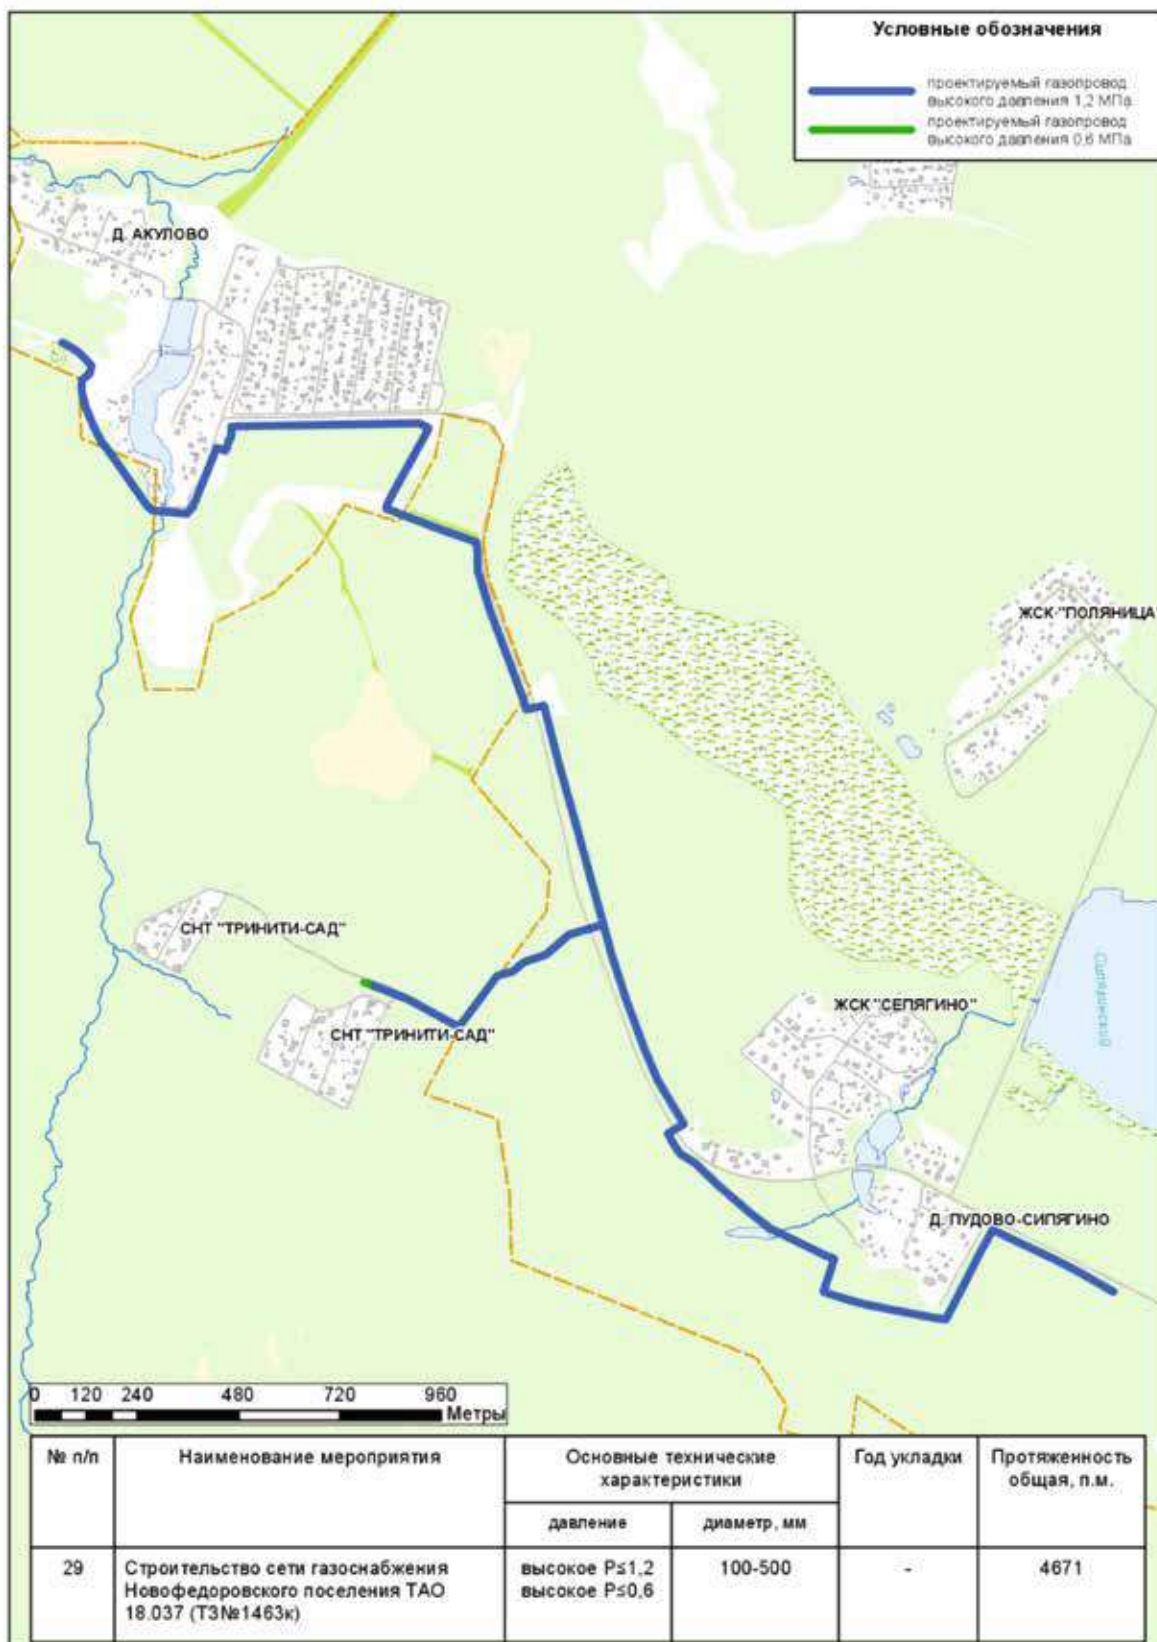 Условные обозначения
проектируемый газопровод
высокого давления 1,2 МПа
проектируемый газопровод
высокого давления 0,6 МПа
Д. АКУЛОВО
ЖСК "ПОЛЯНИЦА"
СНТ "ТРИНИТИ-САД"
ЖСК "СЕПЯГИНО"
СНТ "ТРИНИТИ-САД"
Д. ПУДОВО-СИПЯГИНО
0 120 240 480 720 960
Метры
№ п/п
Наименование мероприятия
Основные технические
характеристики
Год укладки
Протяженность
общая, п.м.
давление
диаметр, мм
29
Строительство сети газоснабжения
Новофедоровского поселения ТАО
18.037 (ТЗ№1463к)
высокое Р≤1,2
высокое Р≤0,6
100-500
-
4671